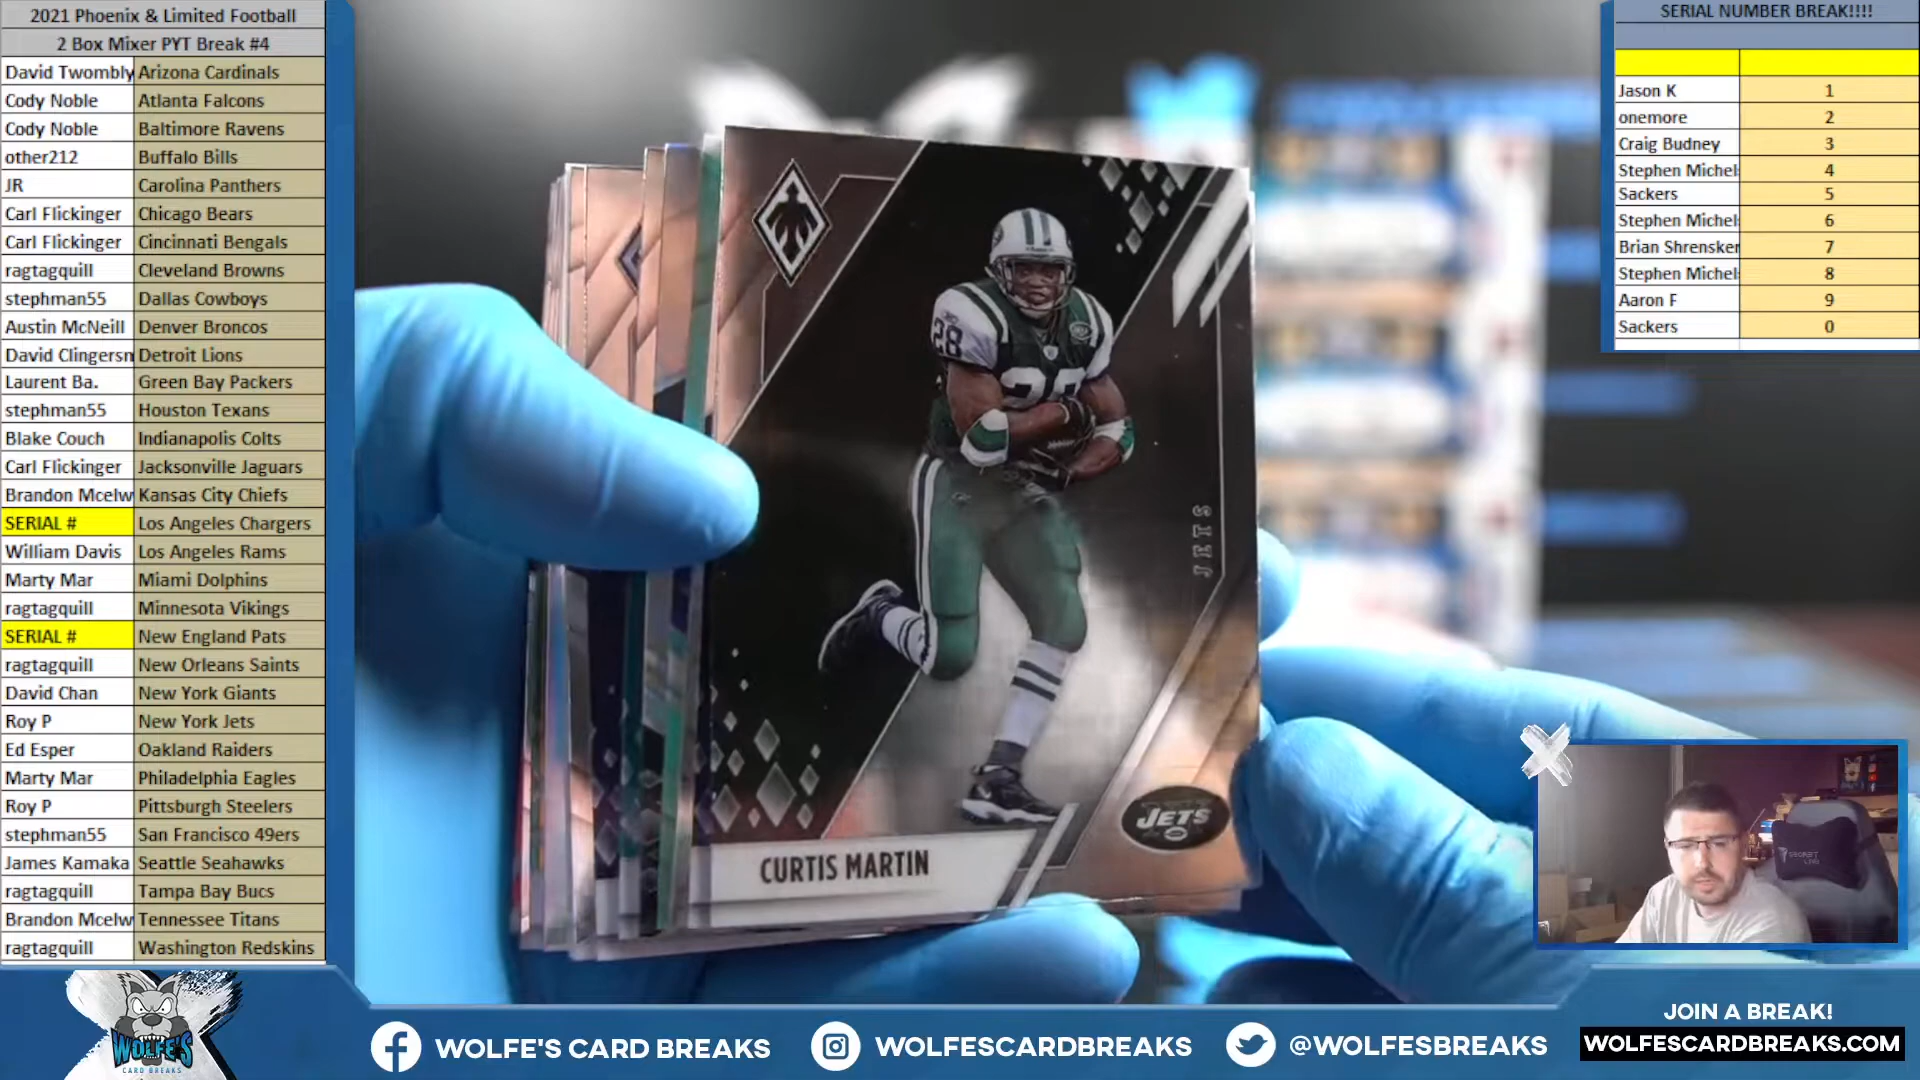 2021 Phoenix & Limited Football
2 Box Mixer PYT Break #4
David Twombly Arizona Cardinals
Cody Noble Atlanta Falcons
Cody Noble Baltimore Ravens
other212 Buffalo Bills
JR Carolina Panthers
Carl Flickinger Chicago Bears
Carl Flickinger Cincinnati Bengals
ragtagquill Cleveland Browns
stephman55 Dallas Cowboys
Austin McNeill Denver Broncos
David Clingersn Detroit Lions
Laurent Ba. Green Bay Packers
stephman55 Houston Texans
Blake Couch Indianapolis Colts
Carl Flickinger Jacksonville Jaguars
Brandon Mcelw Kansas City Chiefs
SERIAL # Los Angeles Chargers
William Davis Los Angeles Rams
Marty Mar Miami Dolphins
ragtagquill Minnesota Vikings
SERIAL # New England Pats
ragtagquill New Orleans Saints
David Chan New York Giants
Roy P New York Jets
Ed Esper Oakland Raiders
Marty Mar Philadelphia Eagles
Roy P Pittsburgh Steelers
stephman55 San Francisco 49ers
James Kamaka Seattle Seahawks
ragtagquill Tampa Bay Bucs
Brandon Mcelw Tennessee Titans
ragtagquill Washington Redskins
28
28
JETS
JETS
CURTIS MARTIN
SERIAL NUMBER BREAK!!!!
Jason K 1
onemore 2
Craig Budney 3
Stephen Michel 4
Sackers 5
Stephen Michel 6
Brian Shrensker 7
Stephen Michel 8
Aaron F 9
Sackers 0
SECRET
WOLFE'S
CARD BREAKS
WOLFE'S CARD BREAKS
WOLFESCARDBREAKS
@WOLFESBREAKS
JOIN A BREAK!
WOLFESCARDBREAKS.COM